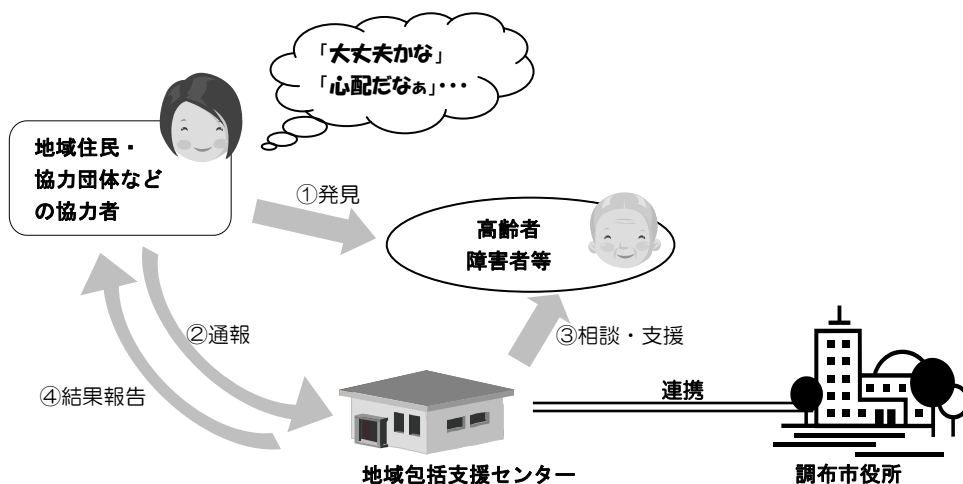 「大丈夫かな」
「心配だなぁ」・・・
地域住民・
協力団体など
の協力者
①発見
高齢者
障害者等
②通報
③相談・支援
④結果報告
連携
地域包括支援センター
調布市役所